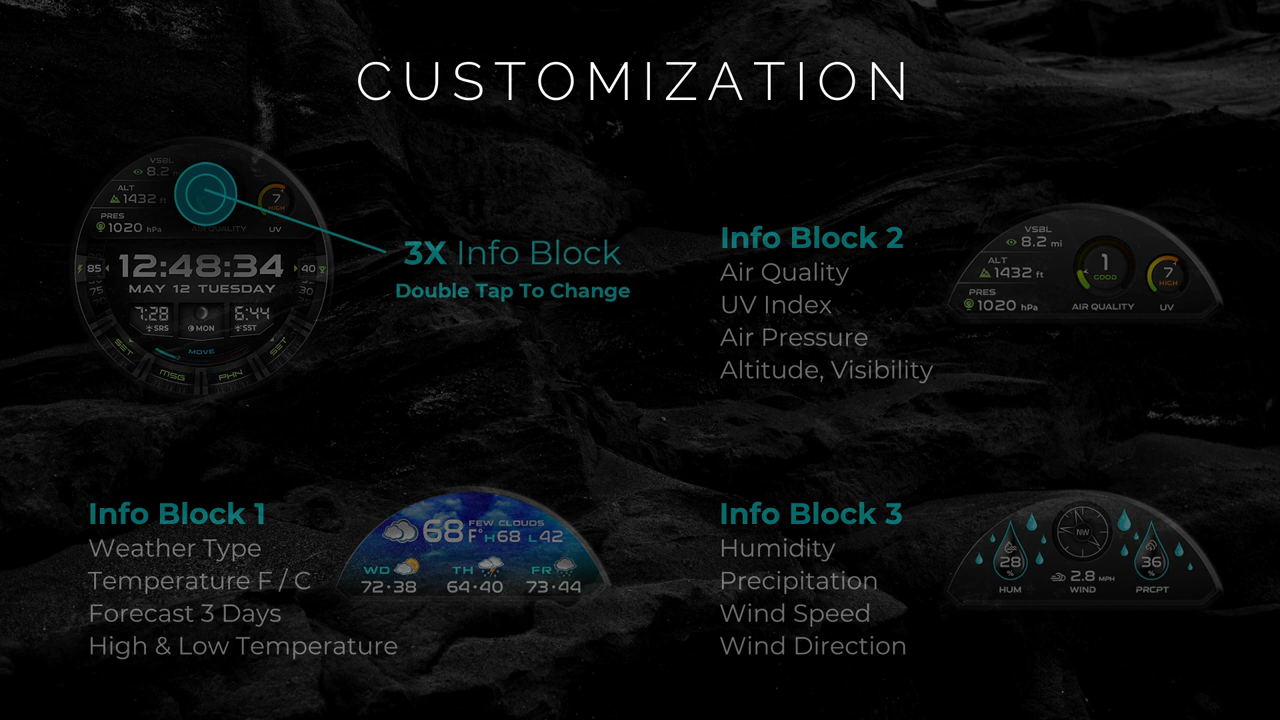 CUSTOMIZATION
VSBL
8.2
ALT
1432 ft
7
HIGH
PRES
1020 hPa
AIR QUALITY
UV
85
12:48:34
40
75
MAY 12 TUESDAY
30
7:28
6:44
SRS
MON
SST
SET
MOVE
SET
MSG
PHN
3X Info Block
Double Tap To Change
Info Block 2
Air Quality
UV Index
Air Pressure
Altitude, Visibility
VSBL
8.2 mi
ALT
1432 ft
1
GOOD
7
HIGH
PRES
1020 hPa
AIR QUALITY
UV
Info Block 1
Weather Type
Temperature F / C
Forecast 3 Days
High & Low Temperature
68 F°
FEW CLOUDS
H68 L42
WD
TH
FR
72·38
64·40
73·44
Info Block 3
Humidity
Precipitation
Wind Speed
Wind Direction
NW
28
%
36
%
2.8 MPH
HUM
WIND
PRCPT